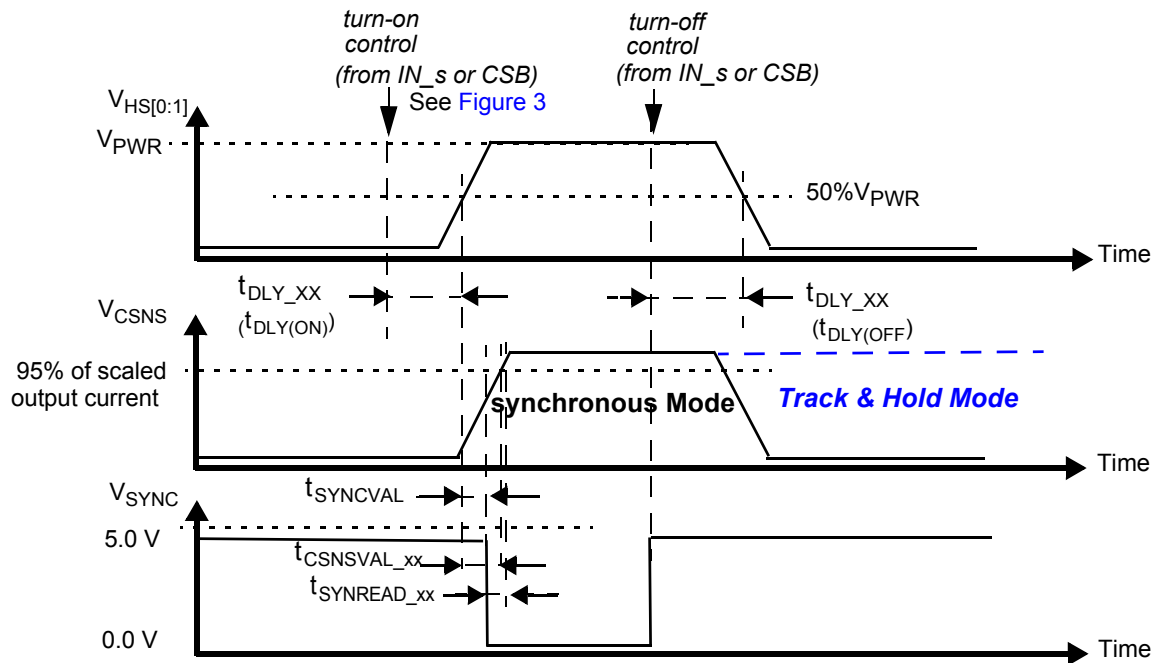 turn-on
control
(from IN_s or CSB)
See Figure 3
turn-off
control
(from IN_s or CSB)
VHS[0:1]
VPWR
50%VPWR
Time
tDLY_XX
(tDLY(ON))
tDLY_XX
(tDLY(OFF)
VCSNS
95% of scaled
output current
synchronous Mode
Track & Hold Mode
Time
tSYNCVAL
VSYNC
5.0 V
tCSNSVAL_xx
tSYNREAD_xx
0.0 V
Time